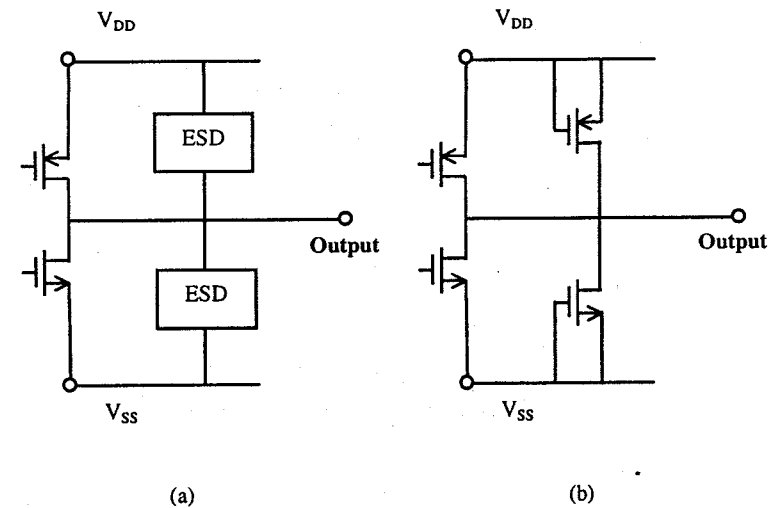 V_DD
ESD
Output
ESD
V_SS
(a)
V_DD
Output
V_SS
(b)